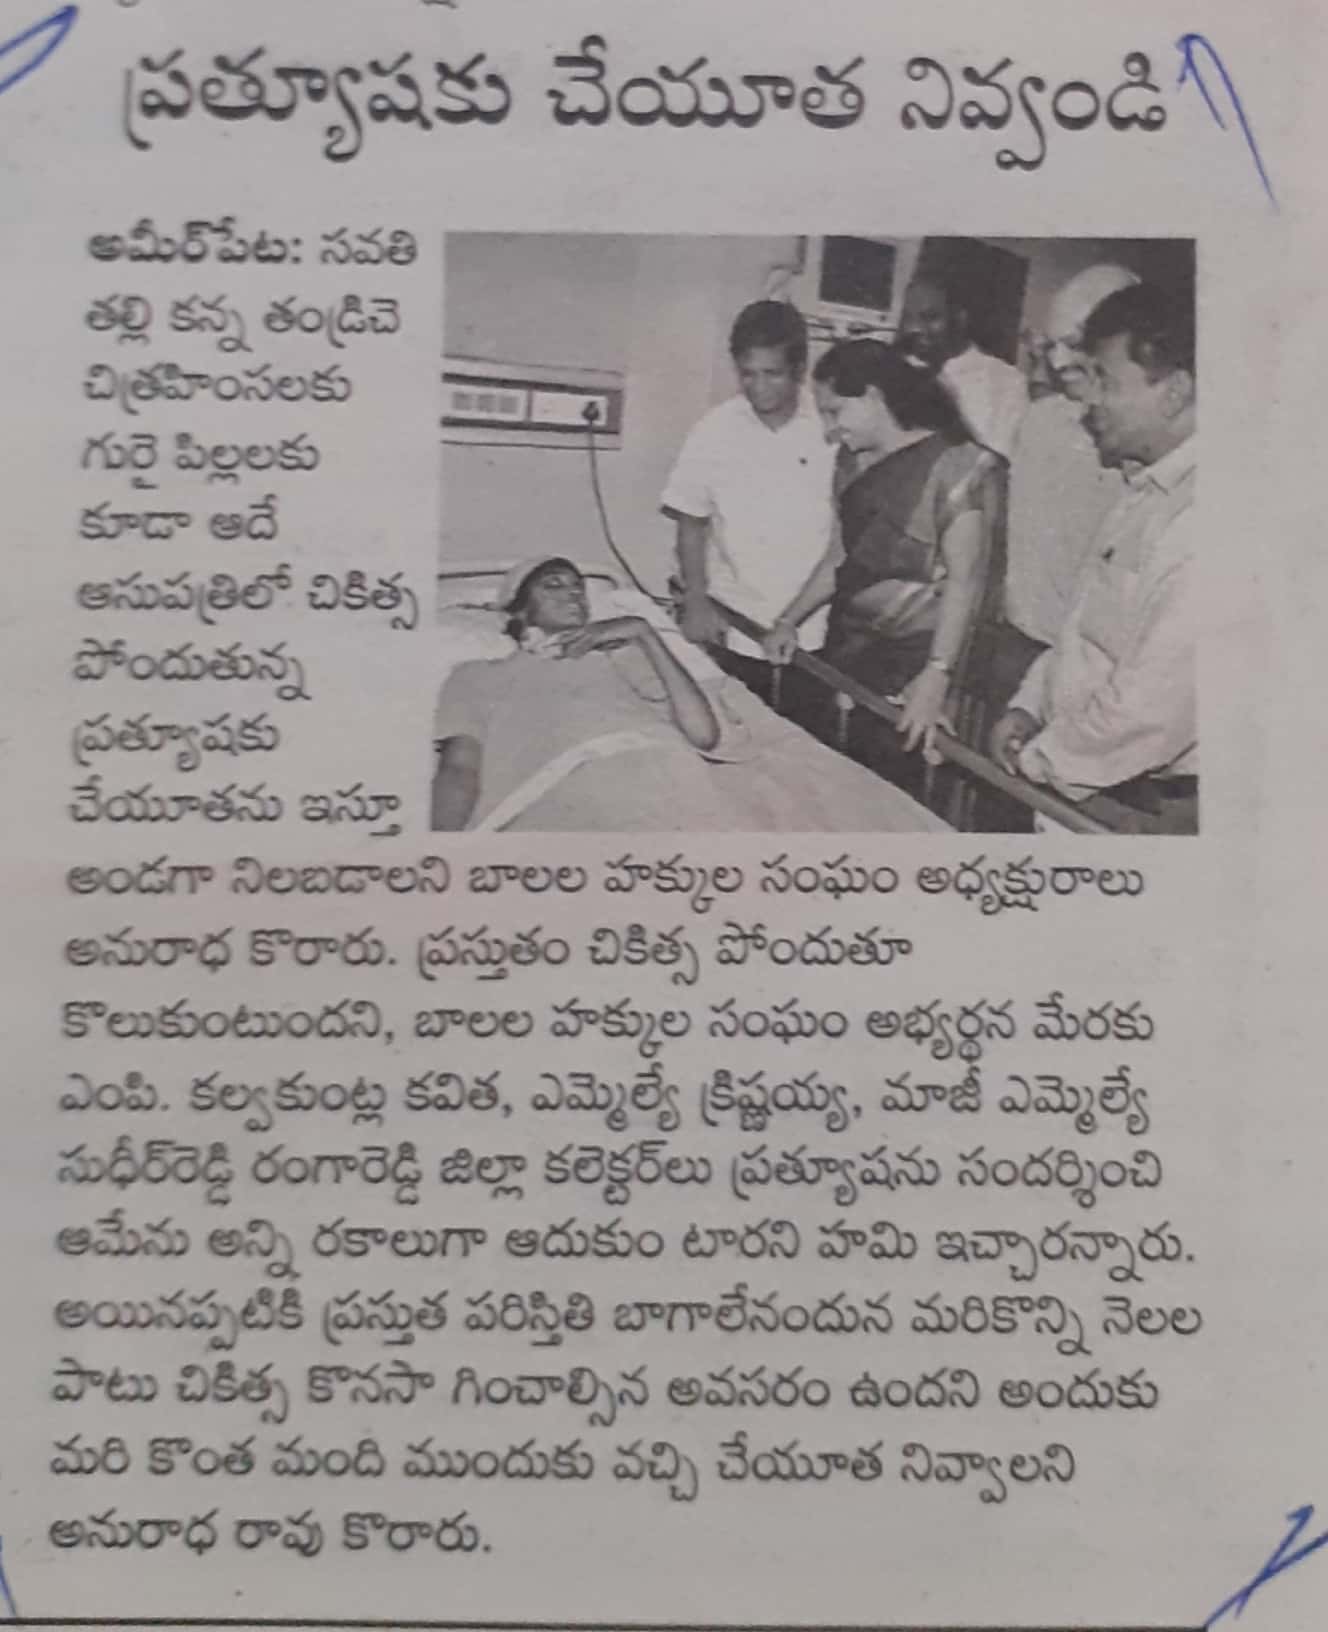 ప్రత్యూషకు చేయూత నివ్వండి
అమీర్‌పేట: సవతి
తల్లి కన్న తండ్రిచె
చిత్రహింసలకు
గురై పిల్లలకు
కూడా ఆదే
ఆసుపత్రిలో చికిత్స
పోందుతున్న
ప్రత్యూషకు
చేయూతను ఇస్తూ
అండగా నిలబడాలని బాలల హక్కుల సంఘం అధ్యక్షురాలు
అనురాధ కొరారు. ప్రస్తుతం చికిత్స పోందుతూ
కొలుకుంటుందని, బాలల హక్కుల సంఘం అభ్యర్థన మేరకు
ఎంపి. కల్వకుంట్ల కవిత, ఎమ్మెల్యే క్రిష్ణయ్య, మాజీ ఎమ్మెల్యే
సుధీర్‌రెడ్డి రంగారెడ్డి జిల్లా కలెక్టర్‌లు ప్రత్యూషను సందర్శించి
ఆమేను అన్ని రకాలుగా ఆదుకుం టారని హమి ఇచ్చారన్నారు.
అయినప్పటికి ప్రస్తుత పరిస్తితి బాగాలేనందున మరికొన్ని నెలల
పాటు చికిత్స కొనసా గించాల్సిన అవసరం ఉందని అందుకు
మరి కొంత మంది ముందుకు వచ్చి చేయూత నివ్వాలని
అనురాధ రావు కొరారు.